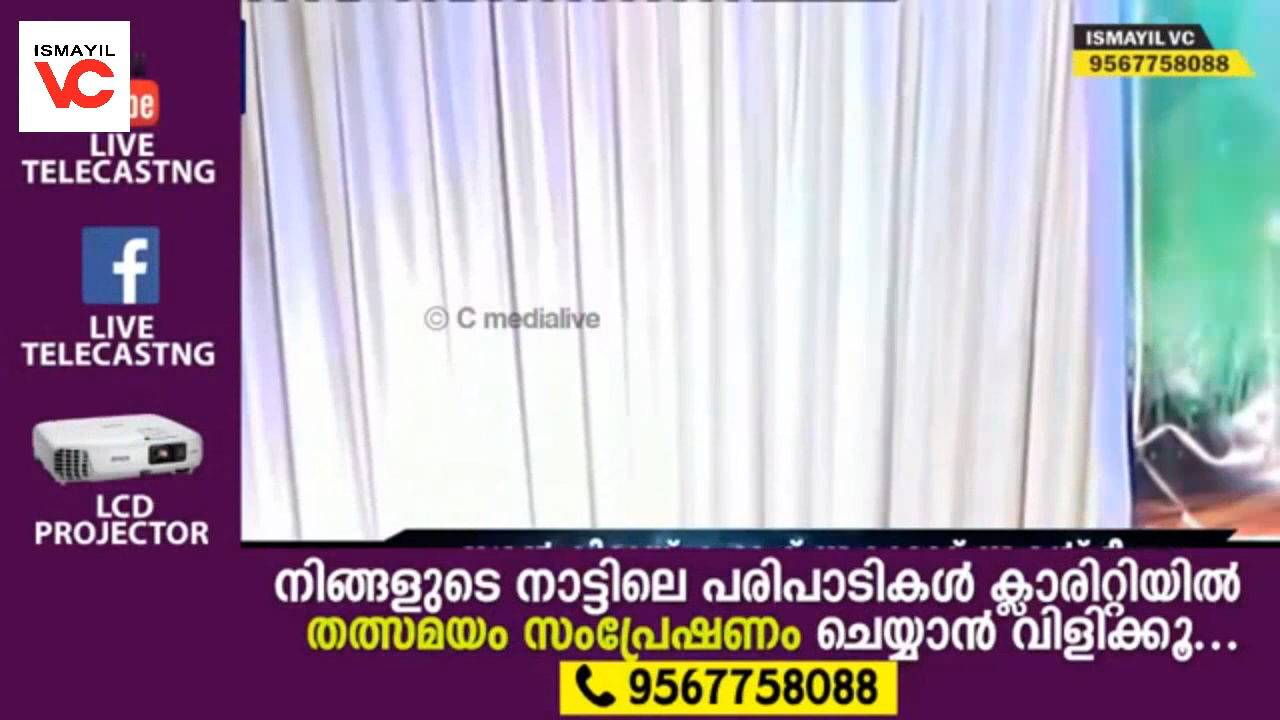 ISMAYIL
VC
be
LIVE
TELECASTNG
LIVE
TELECASTNG
LCD
PROJECTOR
ISMAYIL VC
9567758088
© C medialive
നിങ്ങളുടെ നാട്ടിലെ പരിപാടികൾ ക്ലാരിറ്റിയിൽ
തത്സമയം സംപ്രേഷണം ചെയ്യാൻ വിളിക്കൂ...
9567758088